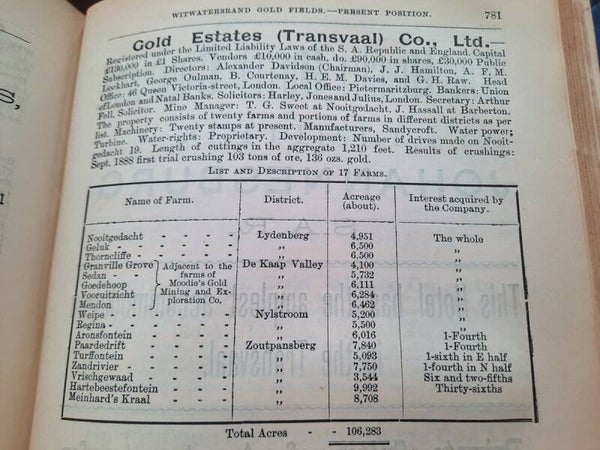 WITWATERSRAND GOLD FIELDS.—PRESENT POSITION. 781
Gold Estates (Transvaal) Co., Ltd.—
Registered under the Limited Liability Laws of the S. A. Republic and England. Capital
£130,000 in £1 Shares. Vendors £10,000 in cash, do. £90,000 in shares, £30,000 Public
Subscription. Directors: Alexander Davidson (Chairman), J. J. Hamilton, A. F. M.
Lockhart, George Oulman, B. Courtenay, H. E. M. Davies, and G. H. Raw. Head
Office: 46 Queen Victoria-street, London. Local Office: Pietermaritzburg. Bankers: Union
of London and Natal Banks. Solicitors: Harley, Jones and Julius, London. Secretary: Arthur
Fell, Solicitor. Mine Manager: T. G. Sweet at Nooitgedacht, J. Hassall at Barberton.
The property consists of twenty farms and portions of farms in different districts as per
list. Machinery: Twenty stamps at present. Manufacturers, Sandycroft. Water power;
Turbine. Water-rights: Proprietary. Development: Number of drives made on Nooit-
gedacht 19. Length of cuttings in the aggregate 1,210 feet. Results of crushings:
Sept. 1888 first trial crushing 103 tons of ore, 136 ozs. gold.
LIST AND DESCRIPTION OF 17 FARMS.
Name of Farm. District. Acreage (about). Interest acquired by the Company.
Nooitgedacht - - - - Lydenberg 4,951 The whole
Geluk - - - - - ,, 6,500 ,,
Thorncliffe - - - - - ,, 6,500 ,,
Granville Grove De Kaap Valley 4,100 ,,
Sedan - - ,, 5,732 ,,
Goedehoop ,, 6,111 ,,
Vooruitzicht ,, 6,284 ,,
Mendon - ,, 6,462 ,,
Adjacent to the
farms of
Moodie's Gold
Mining and Ex-
ploration Co.
Weipe - - - - - Nylstroom 5,200 ,,
Regina - - - - - ,, 5,500 ,,
Aronsfontein - - - - ,, 6,016 1-Fourth
Paardedrift - - - - Zoutpansberg 7,840 1-Fourth
Turffontein - - - - ,, 5,093 1-sixth in E half
Zandrivier - - - - ,, 7,750 1-fourth in N half
Vrischgewaad - - - - ,, 3,544 Six and two-fifths
Hartebeestefontein - - - ,, 9,992 Thirty-sixths
Meinhard's Kraal - - - ,, 8,708
Total Acres - - 106,283